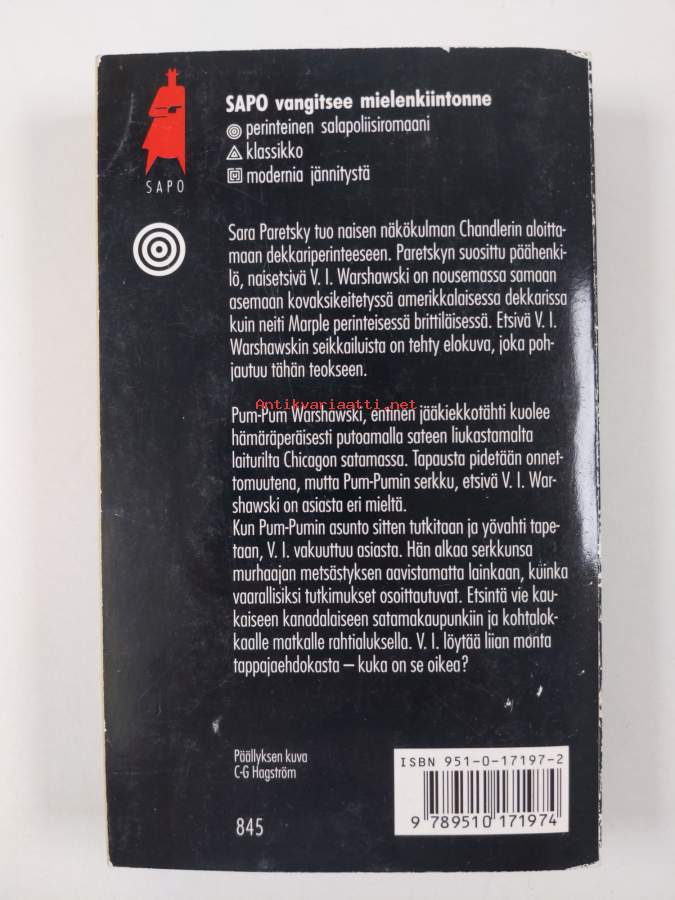 SAPO vangitsee mielenkiintonne
perinteinen salapoliisiromaani
klassikko
modernia jännitystä
SAPO
Sara Paretsky tuo naisen näkökulman Chandlerin aloitta-
maan dekkariperinteeseen. Paretskyn suosittu päähenki-
lö, naisetsivä V. I. Warshawski on nousemassa samaan
asemaan kovaksikeitetyssä amerikkalaisessa dekkarissa
kuin neiti Marple perinteisessä brittiläisessä. Etsivä V. I.
Warshawskin seikkailuista on tehty elokuva, joka poh-
jautuu tähän teokseen.
Antikvariaatti.net
Pum-Pum Warshawski, entinen jääkiekkotähti kuolee
hämäräperäisesti putoamalla sateen liukastamalta
laiturilta Chicagon satamassa. Tapausta pidetään onnet-
tomuutena, mutta Pum-Pumin serkku, etsivä V. I. War-
shawski on asiasta eri mieltä.
Kun Pum-Pumin asunto sitten tutkitaan ja yövahti tape-
taan, V. I. vakuuttuu asiasta. Hän alkaa serkkunsa
murhaajan metsästyksen aavistamatta lainkaan, kuinka
vaarallisiksi tutkimukset osoittautuvat. Etsintä vie kau-
kaiseen kanadalaiseen satamakaupunkiin ja kohtalok-
kaalle matkalle rahtialuksella. V. I. löytää liian monta
tappajaehdokasta – kuka on se oikea?
Päällyksen kuva
C-G Hagström
845
ISBN 951-0-17197-2
9 789510 171974